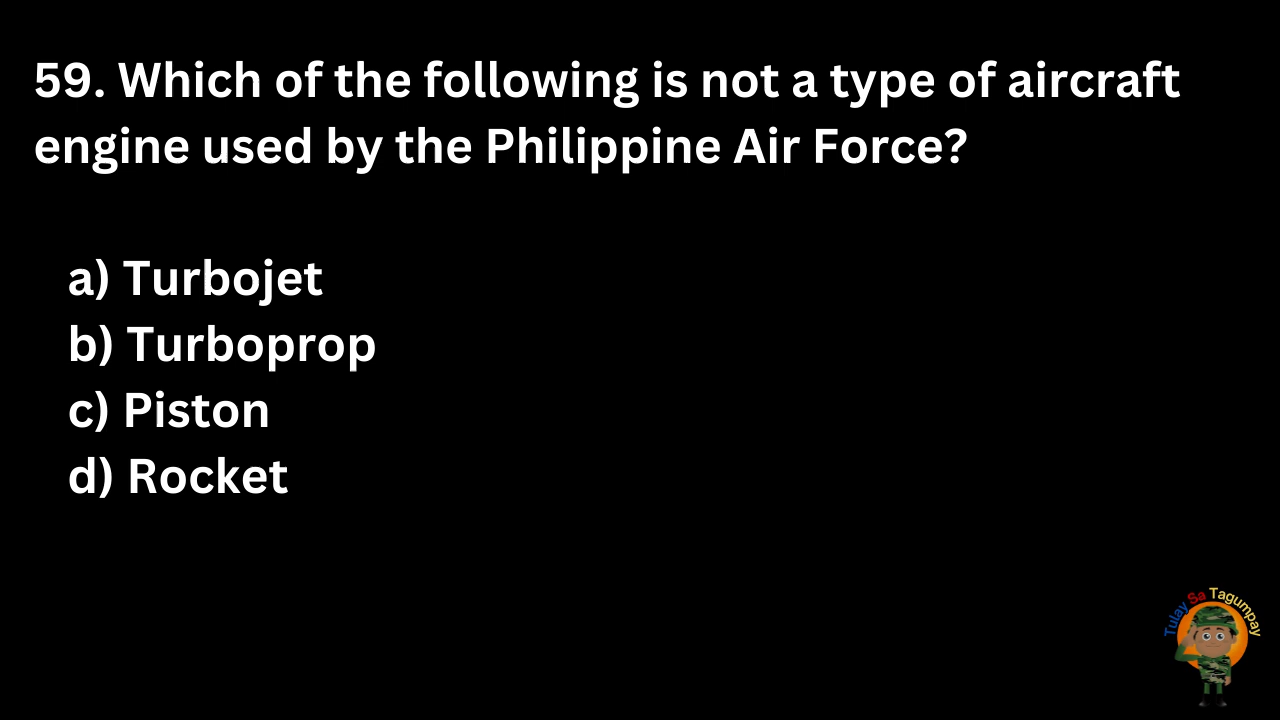 59. Which of the following is not a type of aircraft
engine used by the Philippine Air Force?
a) Turbojet
b) Turboprop
c) Piston
d) Rocket
Tulay Sa Tagumpay